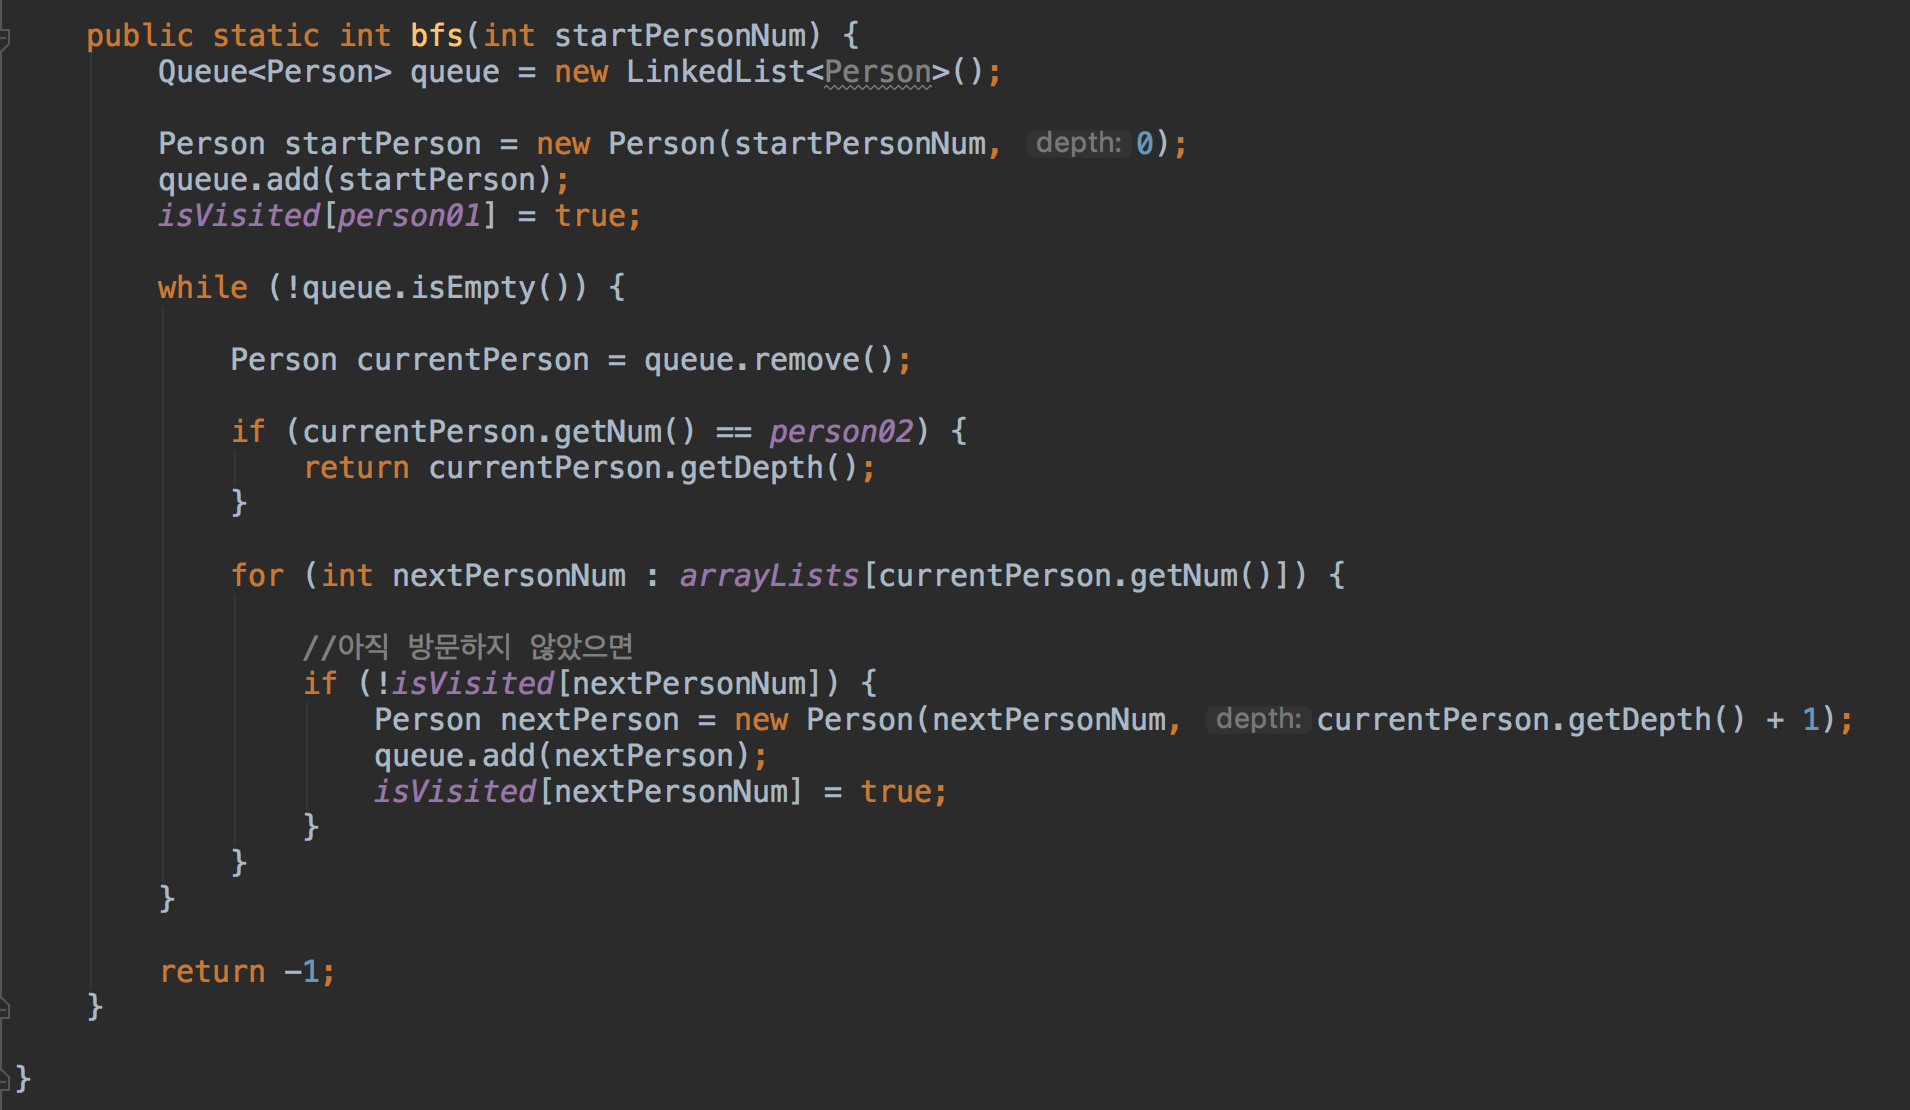 public static int bfs(int startPersonNum) {
Queue<Person> queue = new LinkedList<Person>();
Person startPerson = new Person(startPersonNum, depth: 0);
queue.add(startPerson);
isVisited[person01] = true;
while (!queue.isEmpty()) {
Person currentPerson = queue.remove();
if (currentPerson.getNum() == person02) {
return currentPerson.getDepth();
}
for (int nextPersonNum : arrayLists[currentPerson.getNum()]) {
//아직 방문하지 않았으면
if (!isVisited[nextPersonNum]) {
Person nextPerson = new Person(nextPersonNum, depth: currentPerson.getDepth() + 1);
queue.add(nextPerson);
isVisited[nextPersonNum] = true;
}
}
}
return -1;
}
}